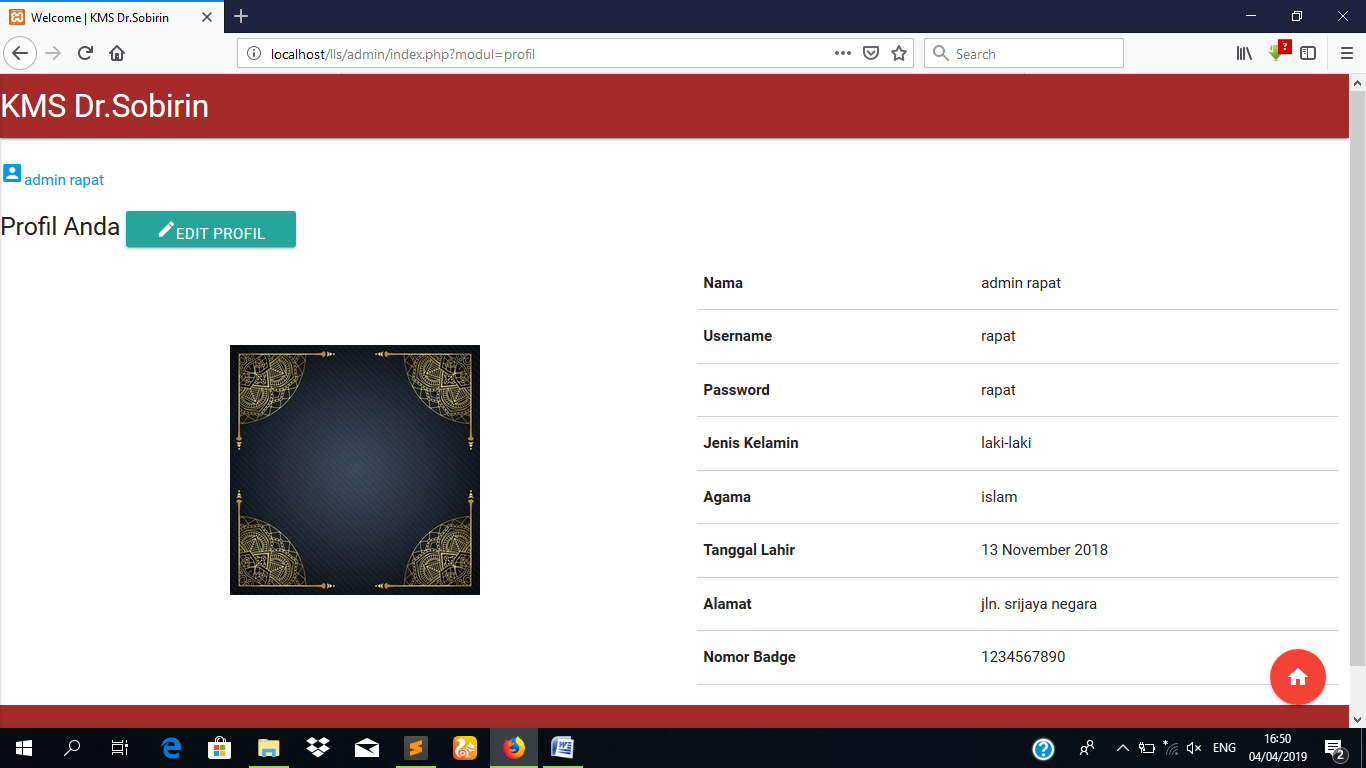 Welcome | KMS Dr.Sobirin
localhost/lls/admin/index.php?modul=profil
Search
?
KMS Dr.Sobirin
admin rapat
Profil Anda
EDIT PROFIL
Nama admin rapat
Username rapat
Password rapat
Jenis Kelamin laki-laki
Agama islam
Tanggal Lahir 13 November 2018
Alamat jln. srijaya negara
Nomor Badge 1234567890
ENG
16:50
04/04/2019
2